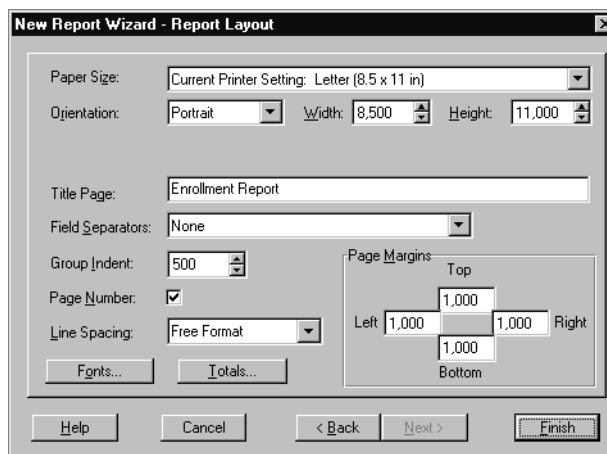 New Report Wizard - Report Layout
Paper Size: Current Printer Setting: Letter (8.5 x 11 in)
Orientation: Portrait Width: 8,500 Height: 11,000
Title Page: Enrollment Report
Field Separators: None
Group Indent: 500
Page Margins
Top
Page Number:
1,000
Left 1,000 1,000 Right
Line Spacing: Free Format
1,000
Bottom
Fonts... Totals...
Help Cancel < Back Next > Finish